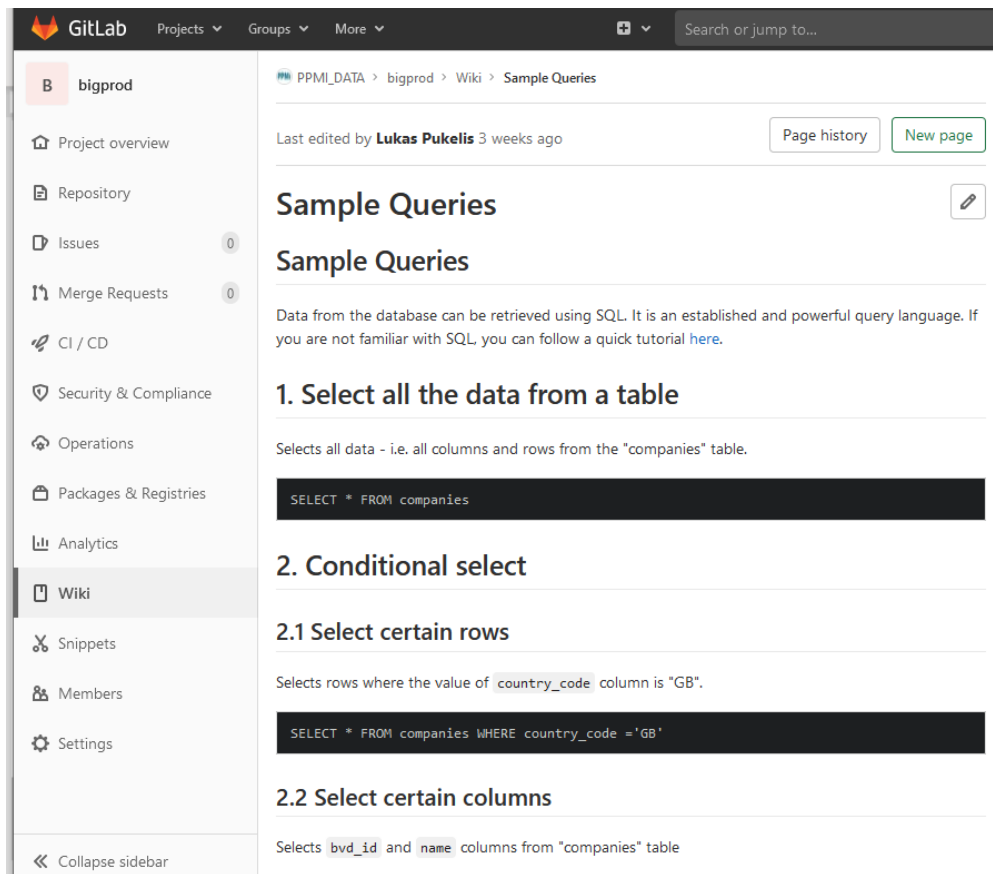 GitLab Projects Groups More Search or jump to...
B bigprod
Project overview
Repository
Issues 0
Merge Requests 0
CI / CD
Security & Compliance
Operations
Packages & Registries
Analytics
Wiki
Snippets
Members
Settings
Collapse sidebar
PPMI_DATA > bigprod > Wiki > Sample Queries
Last edited by Lukas Pukelis 3 weeks ago Page history New page
Sample Queries
Sample Queries
Data from the database can be retrieved using SQL. It is an established and powerful query language. If
you are not familiar with SQL, you can follow a quick tutorial here.
1. Select all the data from a table
Selects all data - i.e. all columns and rows from the "companies" table.
SELECT * FROM companies
2. Conditional select
2.1 Select certain rows
Selects rows where the value of country_code column is "GB".
SELECT * FROM companies WHERE country_code ='GB'
2.2 Select certain columns
Selects bvd_id and name columns from "companies" table